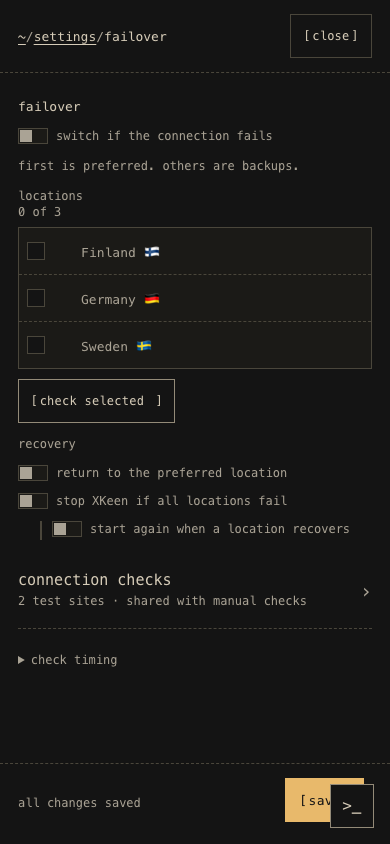 ~/settings/failover
[close]
failover
switch if the connection fails
first is preferred. others are backups.
locations
0 of 3
Finland 🇫🇮
Germany 🇩🇪
Sweden 🇸🇪
[check selected ]
recovery
return to the preferred location
stop XKeen if all locations fail
start again when a location recovers
connection checks
2 test sites · shared with manual checks
›
▶ check timing
all changes saved
>_